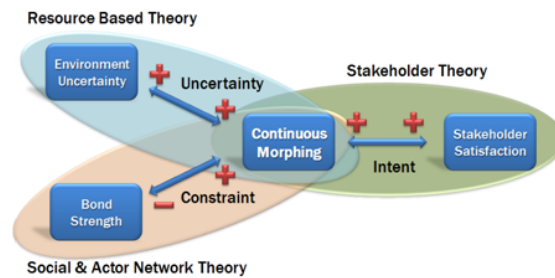 Resource Based Theory
Environment
Uncertainty
Uncertainty
Stakeholder Theory
Continuous
Morphing
Stakeholder
Satisfaction
Intent
Bond
Strength
Constraint
Social & Actor Network Theory